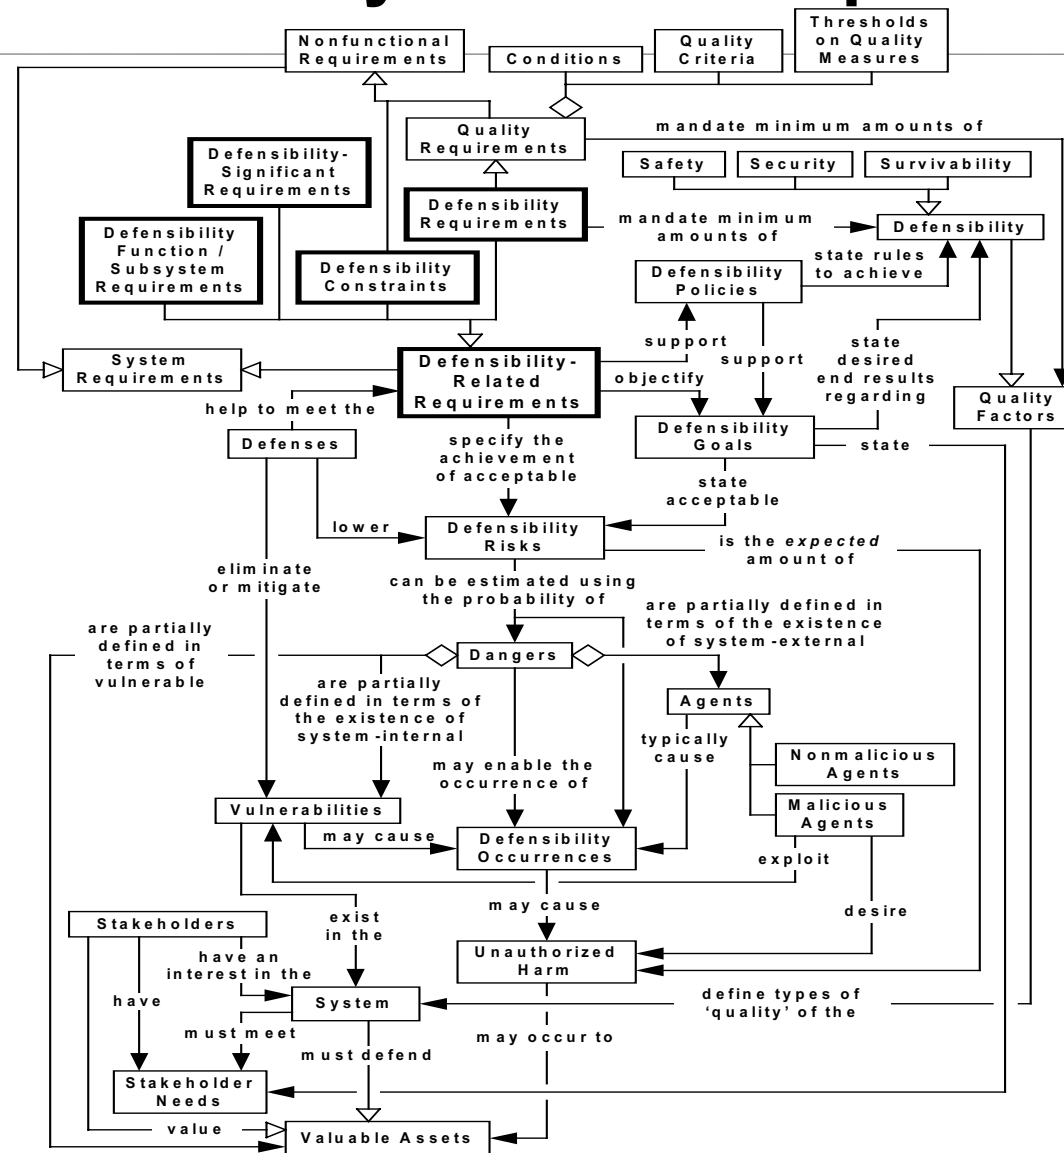 Thresholds
on Quality
Measures
Nonfunctional
Requirements
Conditions
Quality
Criteria
Quality
Requirements
mandate minimum amounts of
Defensibility-
Significant
Requirements
Safety
Security
Survivability
Defensibility
Requirements
mandate minimum
amounts of
Defensibility
Defensibility
Function /
Subsystem
Requirements
Defensibility
Constraints
Defensibility
Policies
state rules
to achieve
support
support
System
Requirements
Defensibility-
Related
Requirements
objectify
state
desired
end results
regarding
Quality
Factors
help to meet the
Defenses
specify the
achievement
of acceptable
Defensibility
Goals
state
state
acceptable
lower
Defensibility
Risks
is the expected
amount of
eliminate
or mitigate
can be estimated using
the probability of
are partially defined in
terms of the existence
of system-external
are partially
defined in
terms of
vulnerable
Dangers
are partially
defined in terms of
the existence of
system-internal
Agents
typically
cause
may enable the
occurrence of
Nonmalicious
Agents
Vulnerabilities
Malicious
Agents
may cause
Defensibility
Occurrences
exploit
may cause
desire
Stakeholders
exist
in the
Unauthorized
Harm
have an
interest in the
have
System
define types of
‘quality’ of the
must meet
must defend
may occur to
Stakeholder
Needs
value
Valuable Assets